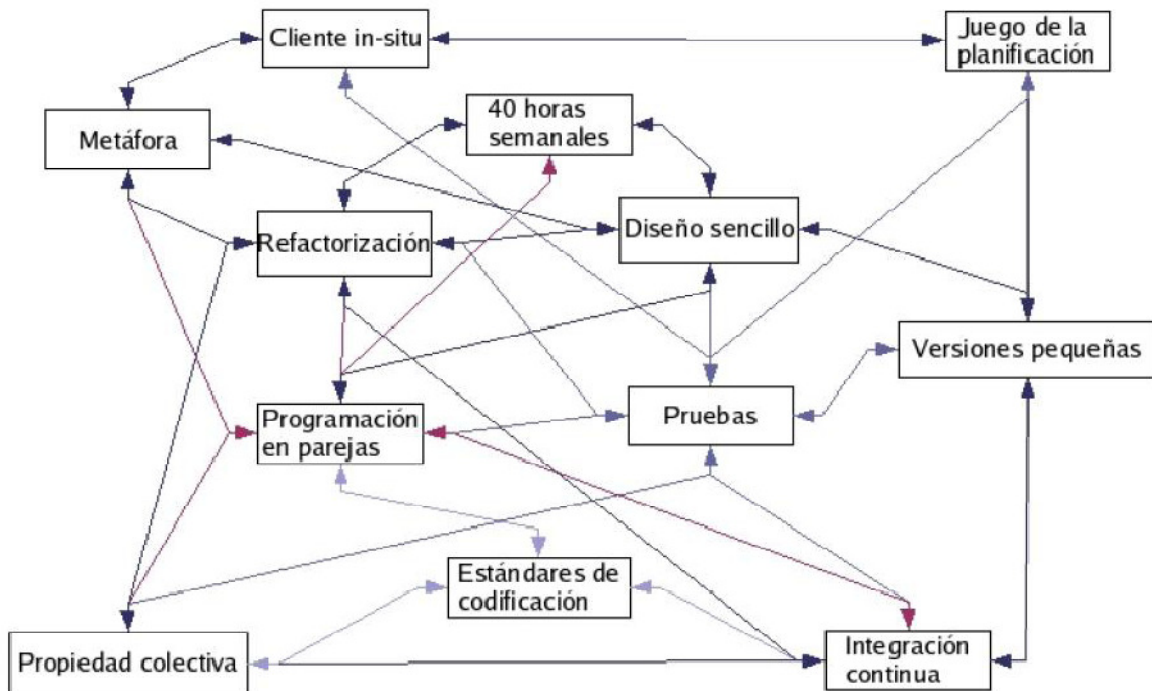 Cliente in-situ
Juego de la
planificación
Metáfora
40 horas
semanales
Refactorización
Diseño sencillo
Versiones pequeñas
Programación
en parejas
Pruebas
Estándares de
codificación
Propiedad colectiva
Integración
continua